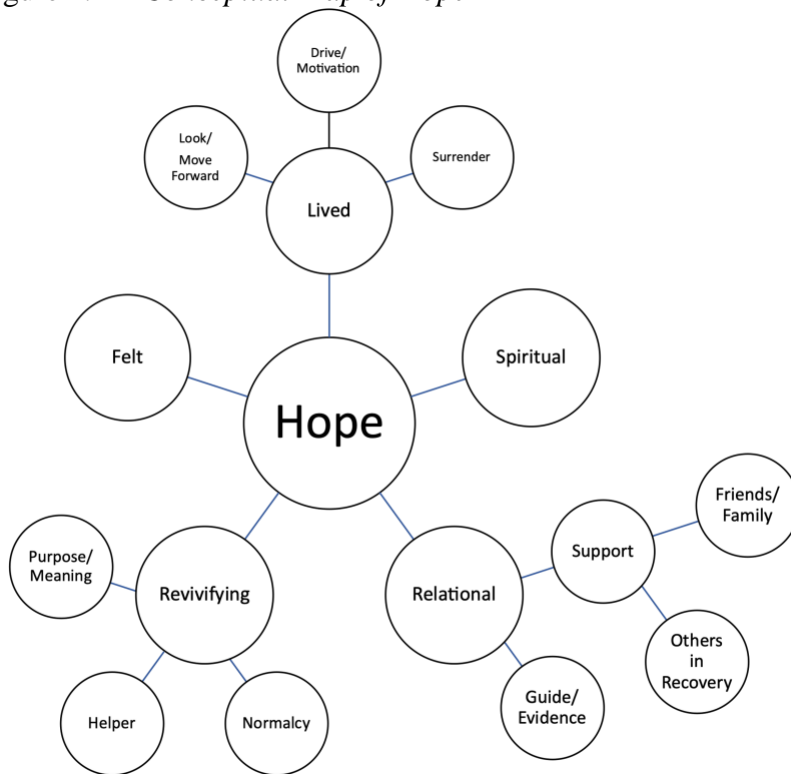 Drive/
Motivation
Look/
Move
Forward
Surrender
Lived
Felt
Spiritual
Hope
Friends/
Family
Support
Purpose/
Meaning
Revivifying
Relational
Others
in
Recovery
Guide/
Evidence
Helper
Normalcy